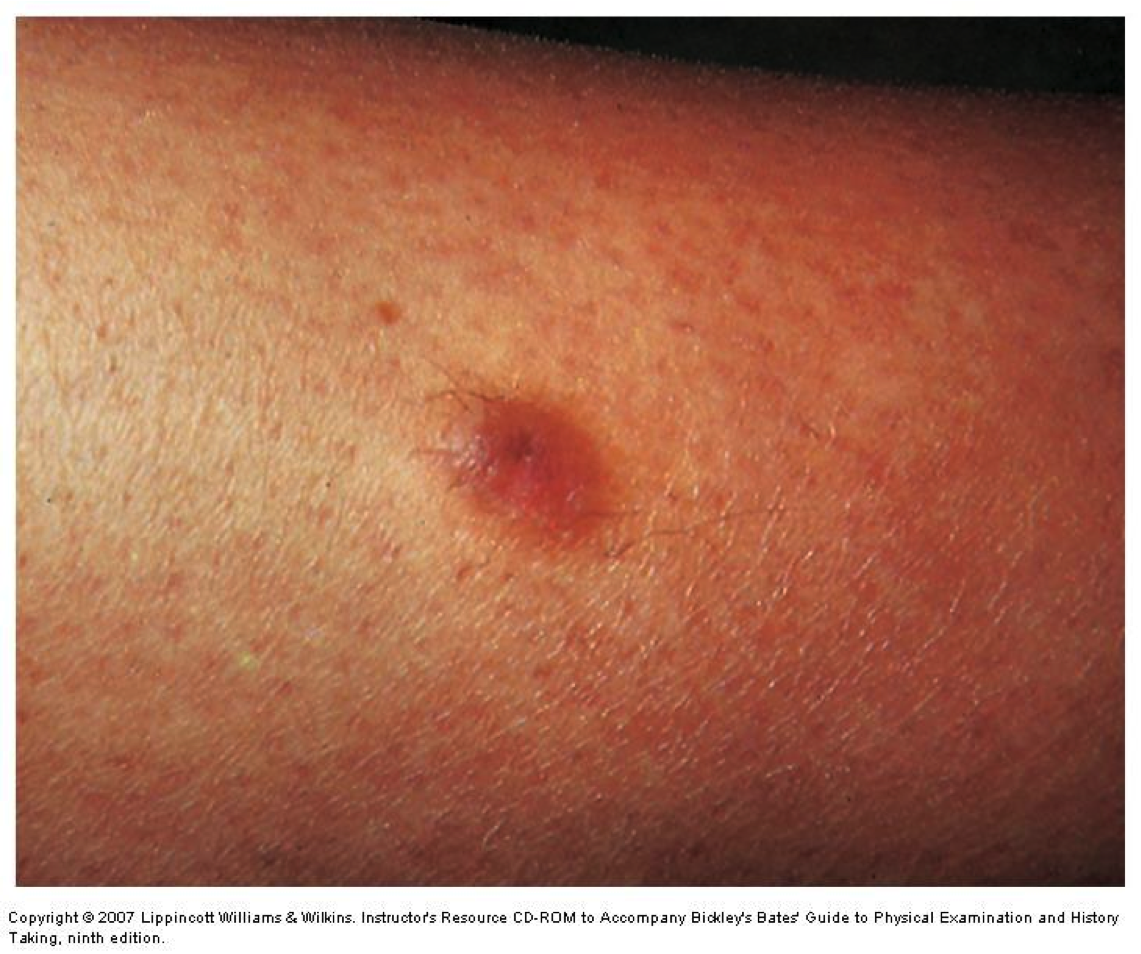 Copyright © 2007 Lippincott Williams & Wilkins. Instructor's Resource CD-ROM to Accompany Bickley's Bates' Guide to Physical Examination and History
Taking, ninth edition.